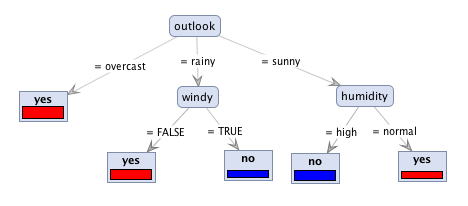 outlook
= overcast
= rainy
= sunny
yes
windy
humidity
= FALSE
= TRUE
= high
= normal
yes
no
no
yes